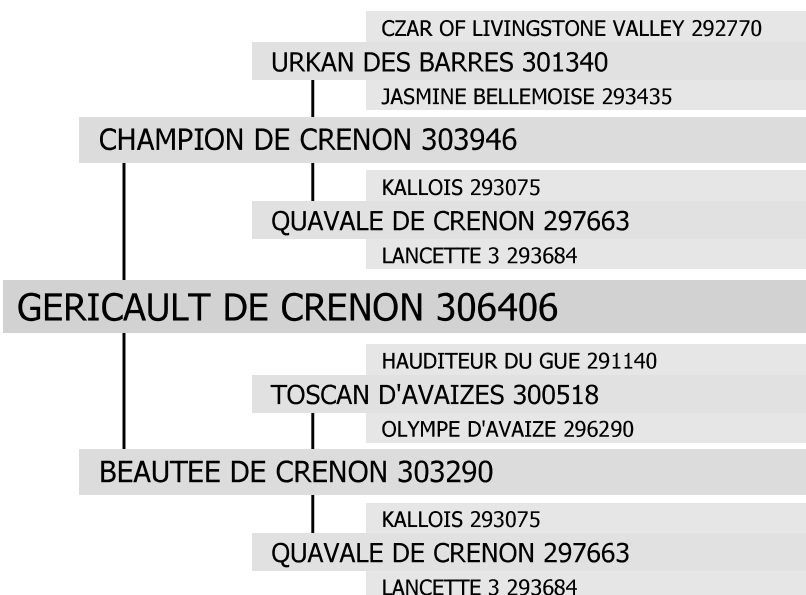 CZAR OF LIVINGSTONE VALLEY 292770
URKAN DES BARRES 301340
JASMINE BELLEMOISE 293435
CHAMPION DE CRENON 303946
KALLOIS 293075
QUAVALE DE CRENON 297663
LANCETTE 3 293684
GERICAULT DE CRENON 306406
HAUDITEUR DU GUE 291140
TOSCAN D'AVAIZES 300518
OLYMPE D'AVAIZE 296290
BEAUTEE DE CRENON 303290
KALLOIS 293075
QUAVALE DE CRENON 297663
LANCETTE 3 293684